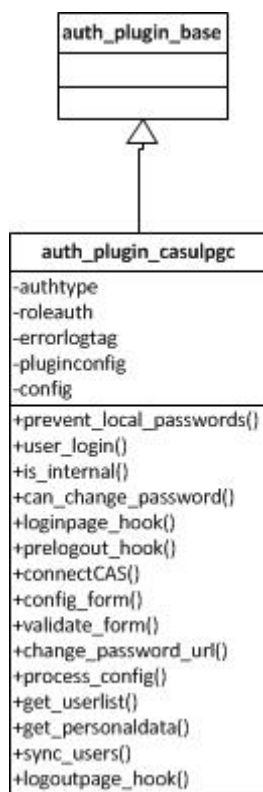 auth_plugin_base
auth_plugin_casulpgc
-authtype
-roleauth
-errorlogtag
-pluginconfig
-config
+prevent_local_passwords()
+user_login()
+is_internal()
+can_change_password()
+loginpage_hook()
+prelogout_hook()
+connectCAS()
+config_form()
+validate_form()
+change_password_url()
+process_config()
+get_userlist()
+get_personaldata()
+sync_users()
+logoutpage_hook()